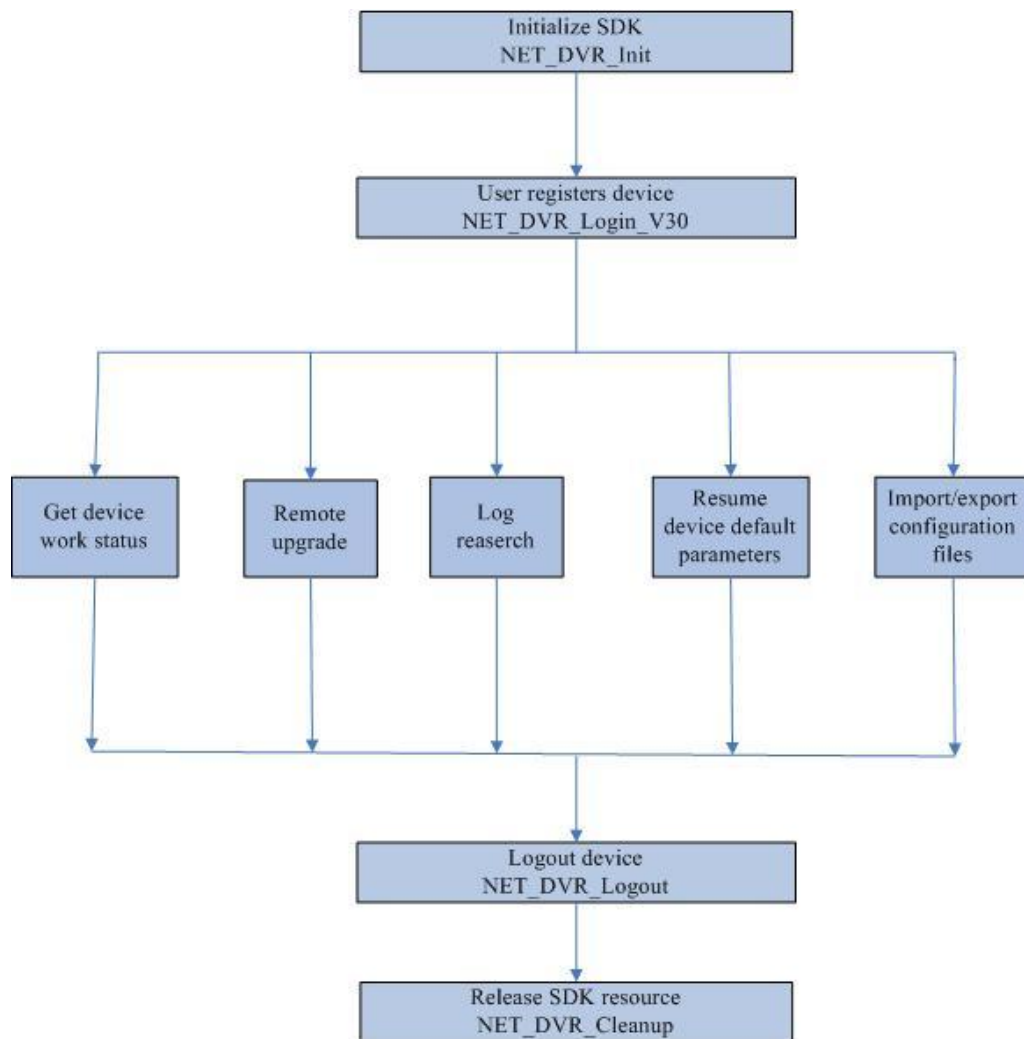 Initialize SDK
NET_DVR_Init
User registers device
NET_DVR_Login_V30
Get device
work status
Remote
upgrade
Log
reaserch
Resume
device default
parameters
Import/export
configuration
files
Logout device
NET_DVR_Logout
Release SDK resource
NET_DVR_Cleanup